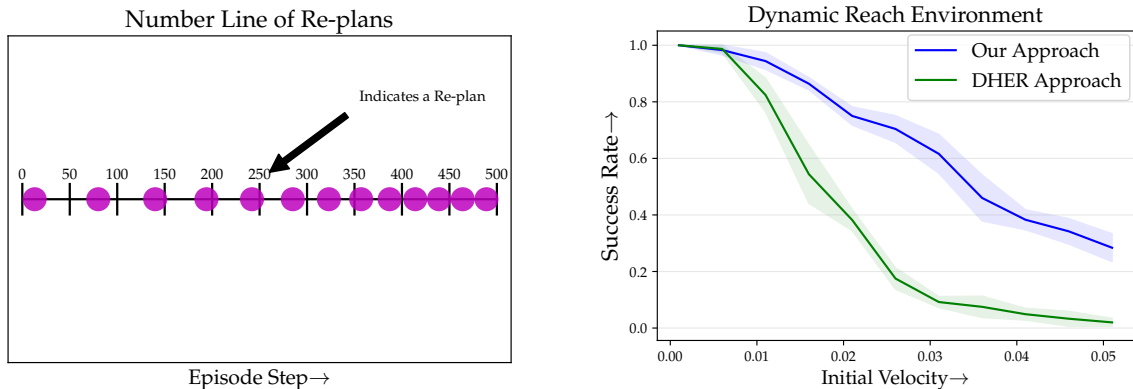 Number Line of Re-plans
Indicates a Re-plan
0 50 100 150 200 250 300 350 400 450 500
Episode Step→
Dynamic Reach Environment
Our Approach
DHER Approach
Success Rate→
1.0
0.8
0.6
0.4
0.2
0.0
0.00 0.01 0.02 0.03 0.04 0.05
Initial Velocity→